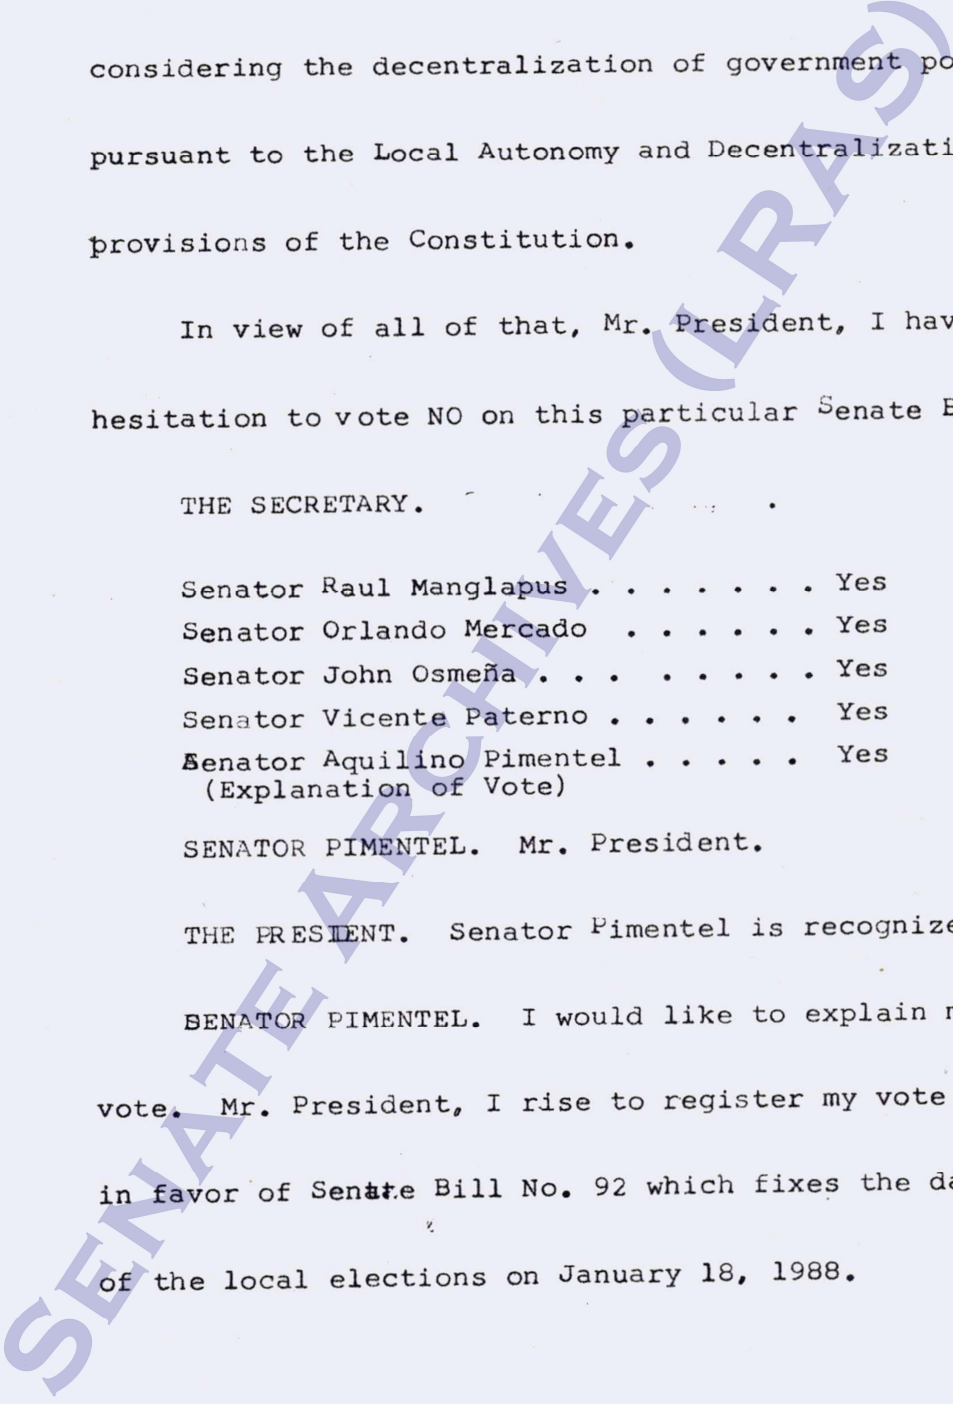 considering the decentralization of government po
pursuant to the Local Autonomy and Decentralizati
provisions of the Constitution.
In view of all of that, Mr. President, I hav
hesitation to vote NO on this particular Senate B
THE SECRETARY.
Senator Raul Manglapus . . . . . . . Yes
Senator Orlando Mercado . . . . . . Yes
Senator John Osmeña . . . . . . . . Yes
Senator Vicente Paterno . . . . . . Yes
Senator Aquilino Pimentel . . . . . Yes
(Explanation of Vote)
SENATOR PIMENTEL. Mr. President.
THE PRESIDENT. Senator Pimentel is recognize
SENATOR PIMENTEL. I would like to explain m
vote. Mr. President, I rise to register my vote
in favor of Senate Bill No. 92 which fixes the da
of the local elections on January 18, 1988.
SENATE ARCHIVES (LRAS)